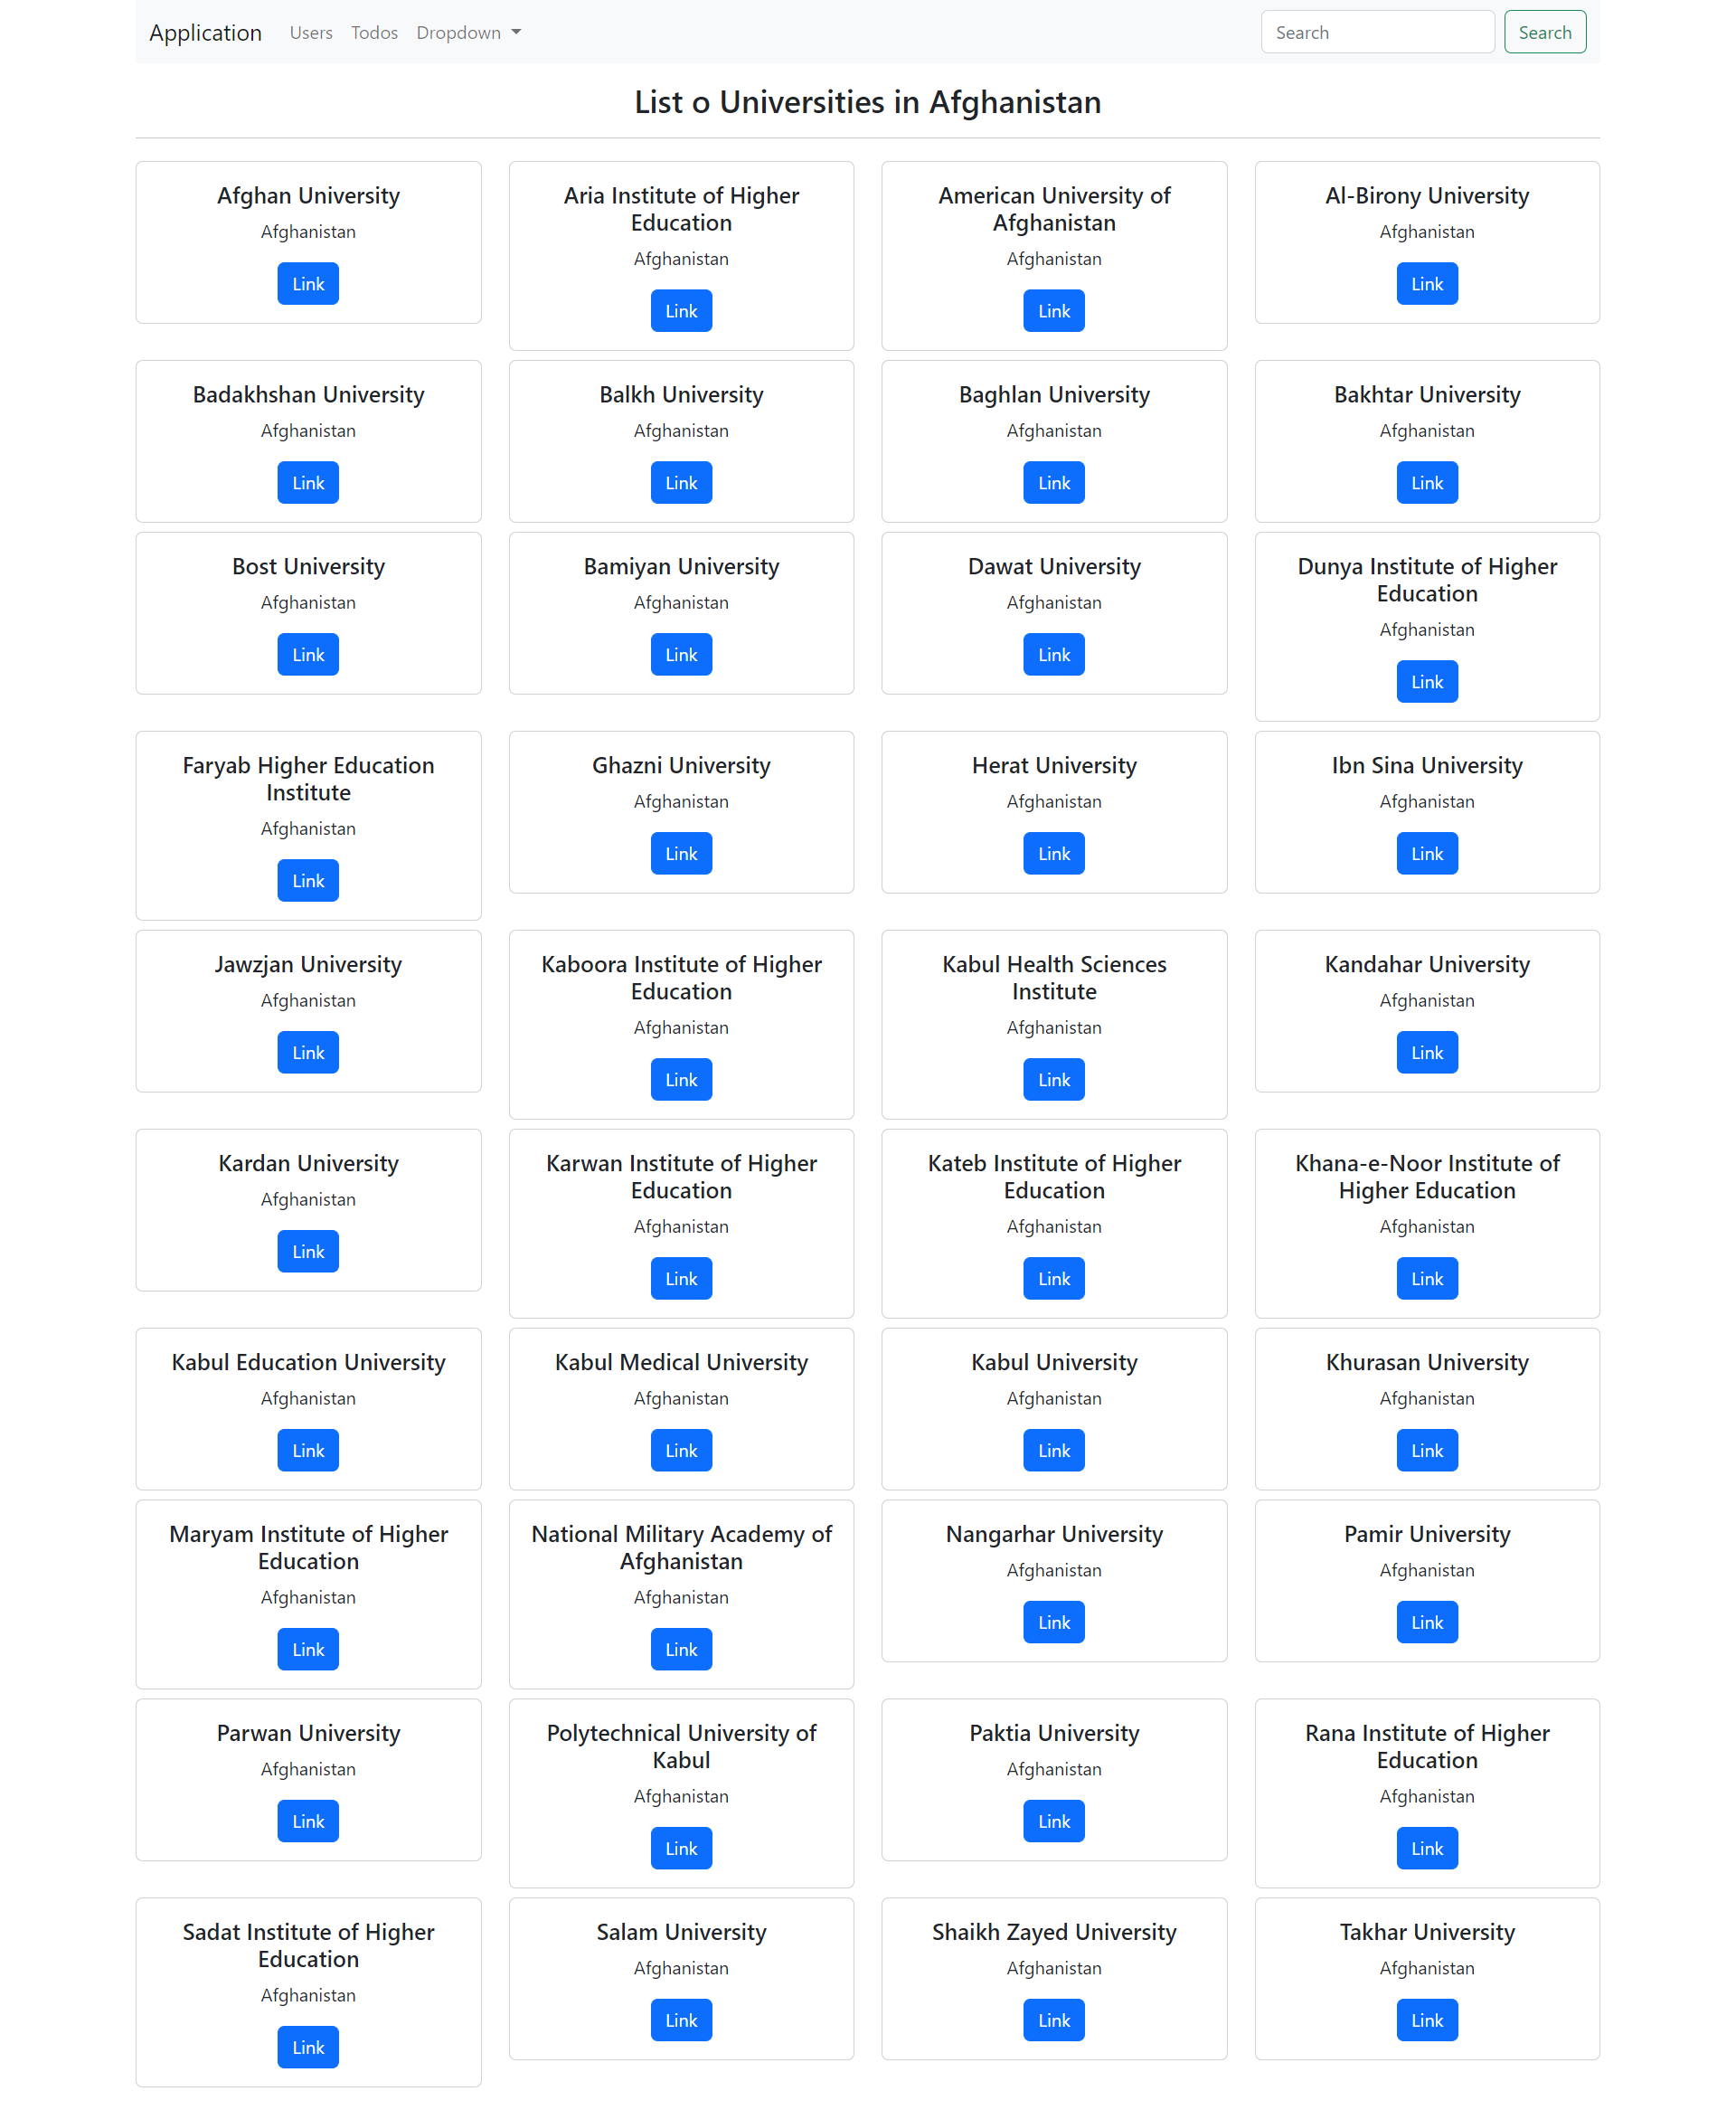 Application Users Todos Dropdown Search Search
List o Universities in Afghanistan
Afghan University
Afghanistan
Link
Aria Institute of Higher
Education
Afghanistan
Link
American University of
Afghanistan
Afghanistan
Link
Al-Birony University
Afghanistan
Link
Badakhshan University
Afghanistan
Link
Balkh University
Afghanistan
Link
Baghlan University
Afghanistan
Link
Bakhtar University
Afghanistan
Link
Bost University
Afghanistan
Link
Bamiyan University
Afghanistan
Link
Dawat University
Afghanistan
Link
Dunya Institute of Higher
Education
Afghanistan
Link
Faryab Higher Education
Institute
Afghanistan
Link
Ghazni University
Afghanistan
Link
Herat University
Afghanistan
Link
Ibn Sina University
Afghanistan
Link
Jawzjan University
Afghanistan
Link
Kaboora Institute of Higher
Education
Afghanistan
Link
Kabul Health Sciences
Institute
Afghanistan
Link
Kandahar University
Afghanistan
Link
Kardan University
Afghanistan
Link
Karwan Institute of Higher
Education
Afghanistan
Link
Kateb Institute of Higher
Education
Afghanistan
Link
Khana-e-Noor Institute of
Higher Education
Afghanistan
Link
Kabul Education University
Afghanistan
Link
Kabul Medical University
Afghanistan
Link
Kabul University
Afghanistan
Link
Khurasan University
Afghanistan
Link
Maryam Institute of Higher
Education
Afghanistan
Link
National Military Academy of
Afghanistan
Afghanistan
Link
Nangarhar University
Afghanistan
Link
Pamir University
Afghanistan
Link
Parwan University
Afghanistan
Link
Polytechnical University of
Kabul
Afghanistan
Link
Paktia University
Afghanistan
Link
Rana Institute of Higher
Education
Afghanistan
Link
Sadat Institute of Higher
Education
Afghanistan
Link
Salam University
Afghanistan
Link
Shaikh Zayed University
Afghanistan
Link
Takhar University
Afghanistan
Link